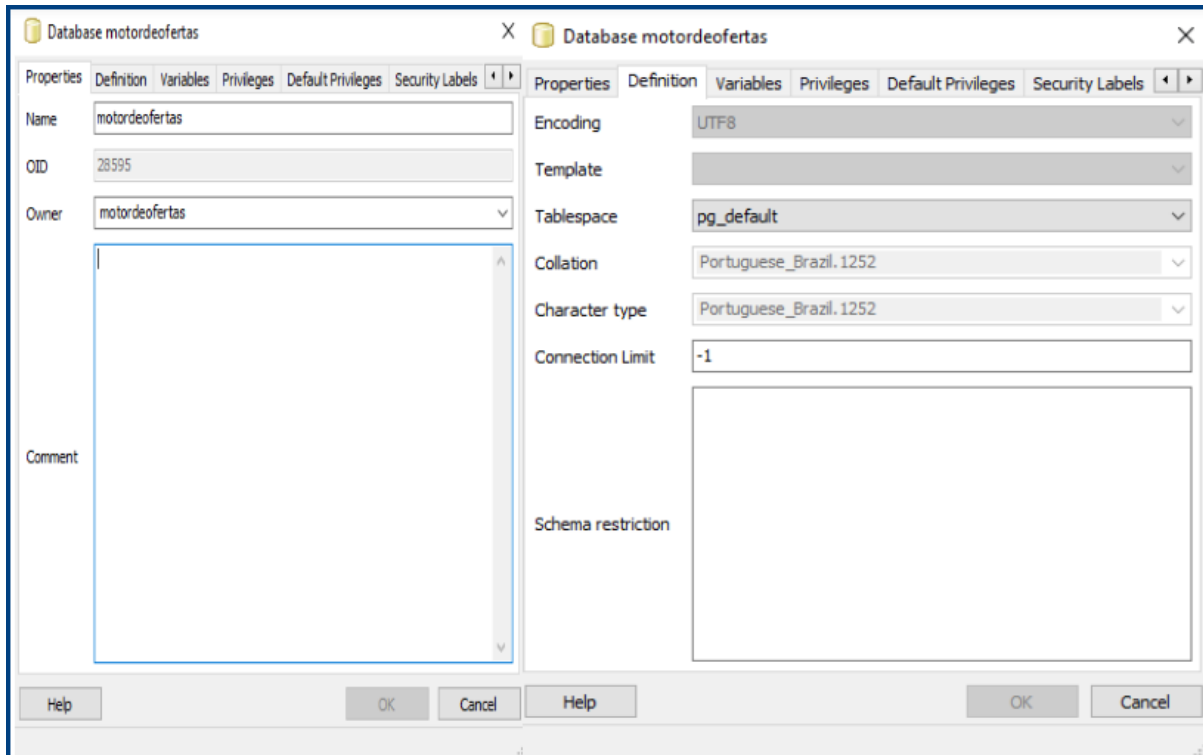 Database motordeofertas
Properties Definition Variables Privileges Default Privileges Security Labels
Name motordeofertas
OID 28595
Owner motordeofertas
Comment
Help OK Cancel
Database motordeofertas
Properties Definition Variables Privileges Default Privileges Security Labels
Encoding UTF8
Template
Tablespace pg_default
Collation Portuguese_Brazil.1252
Character type Portuguese_Brazil.1252
Connection Limit -1
Schema restriction
Help OK Cancel